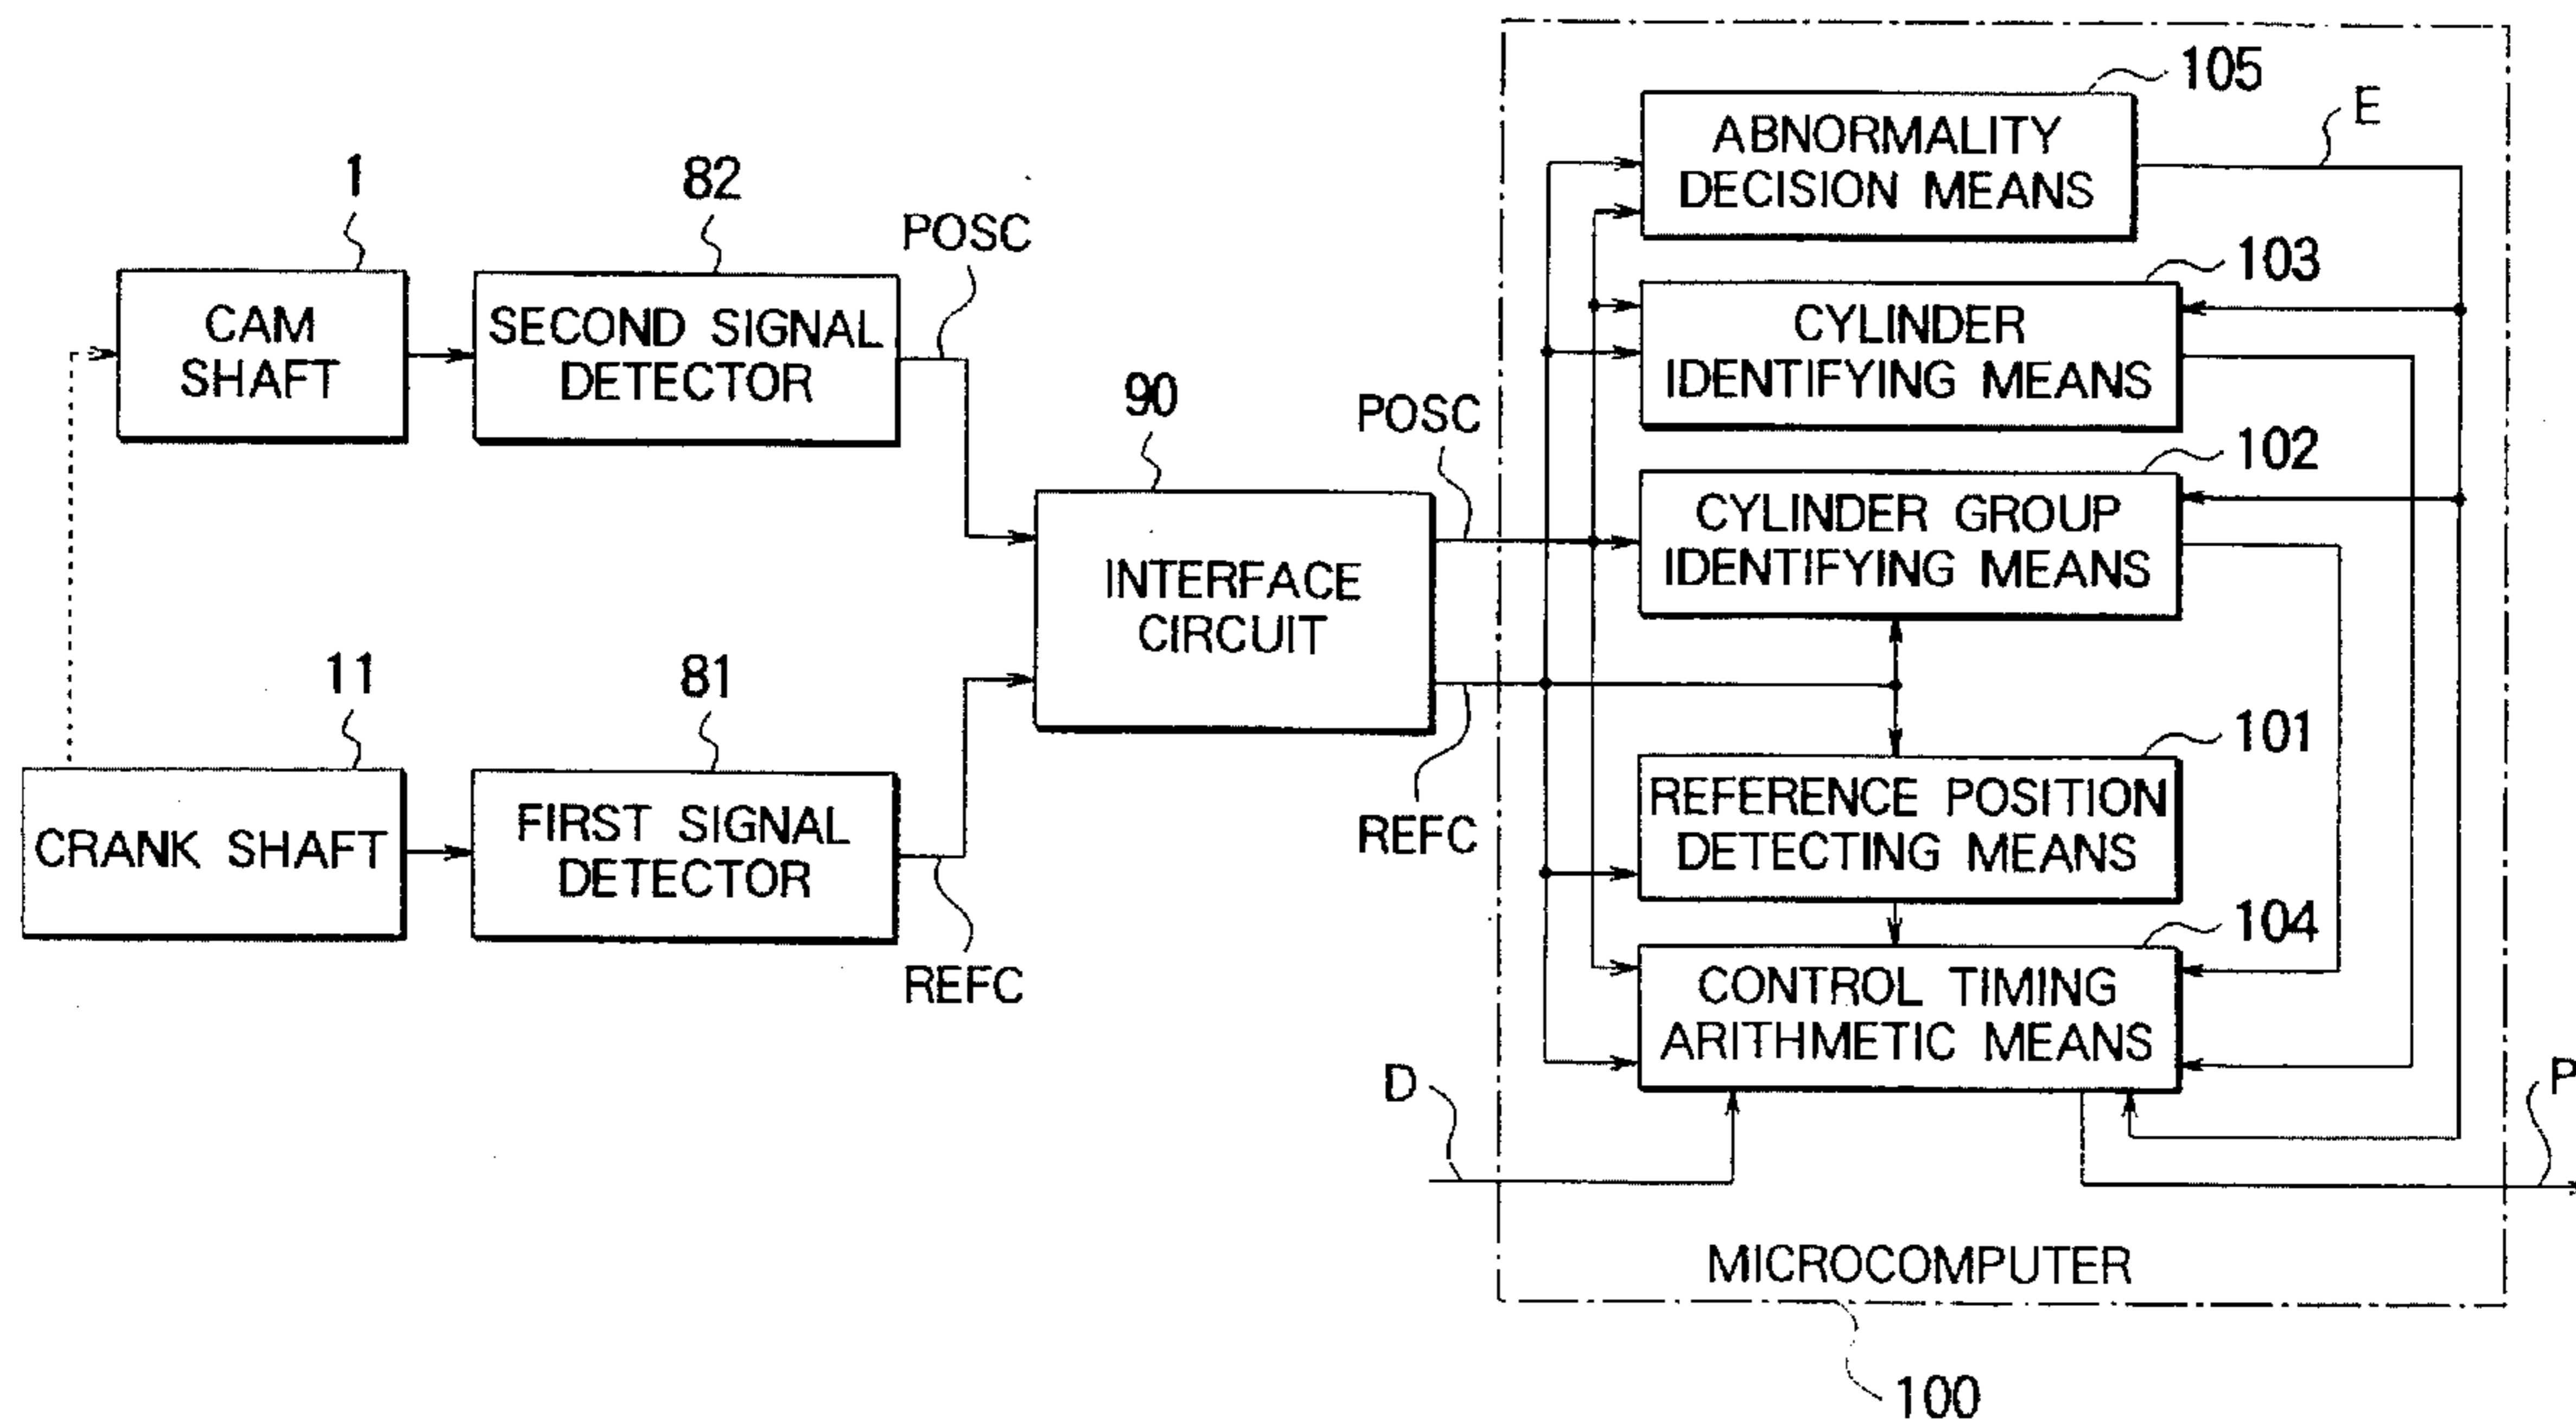 105
E
ABNORMALITY
DECISION MEANS
1
82
POSC
103
CAM
SHAFT
SECOND SIGNAL
DETECTOR
CYLINDER
IDENTIFYING MEANS
90
POSC
102
CYLINDER GROUP
IDENTIFYING MEANS
INTERFACE
CIRCUIT
11
81
101
REFC
REFERENCE POSITION
DETECTING MEANS
CRANK SHAFT
FIRST SIGNAL
DETECTOR
104
REFC
CONTROL TIMING
ARITHMETIC MEANS
D
P
MICROCOMPUTER
100